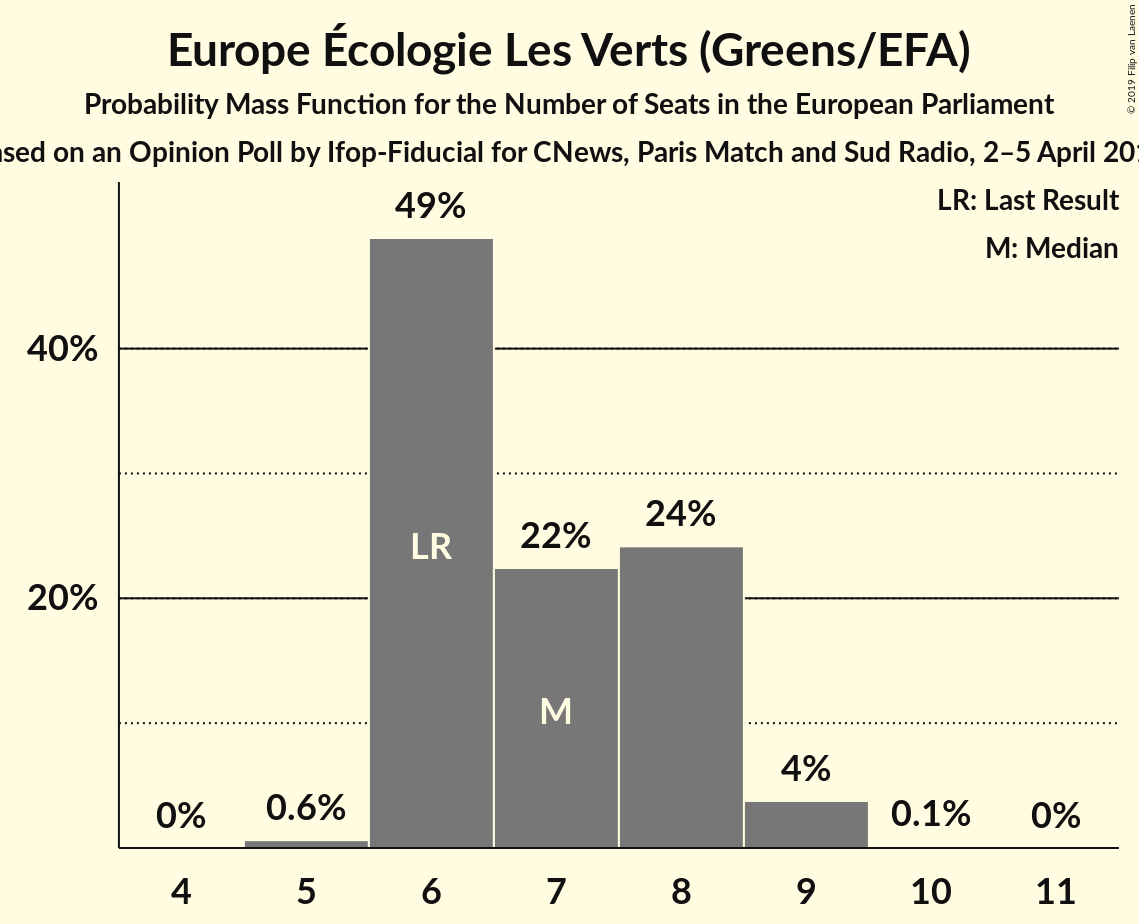 Europe Écologie Les Verts (Greens/EFA)
Probability Mass Function for the Number of Seats in the European Parliament
on an Opinion Poll by Ifop-Fiducial for CNews, Paris Match and Sud Radio, 2–5 April
© 2019 Filip van Laenen
LR: Last Result
M: Median
49%
40%
24%
22%
LR
20%
M
4%
0% 0.6% 0.1% 0%
4 5 6 7 8 9 10 11